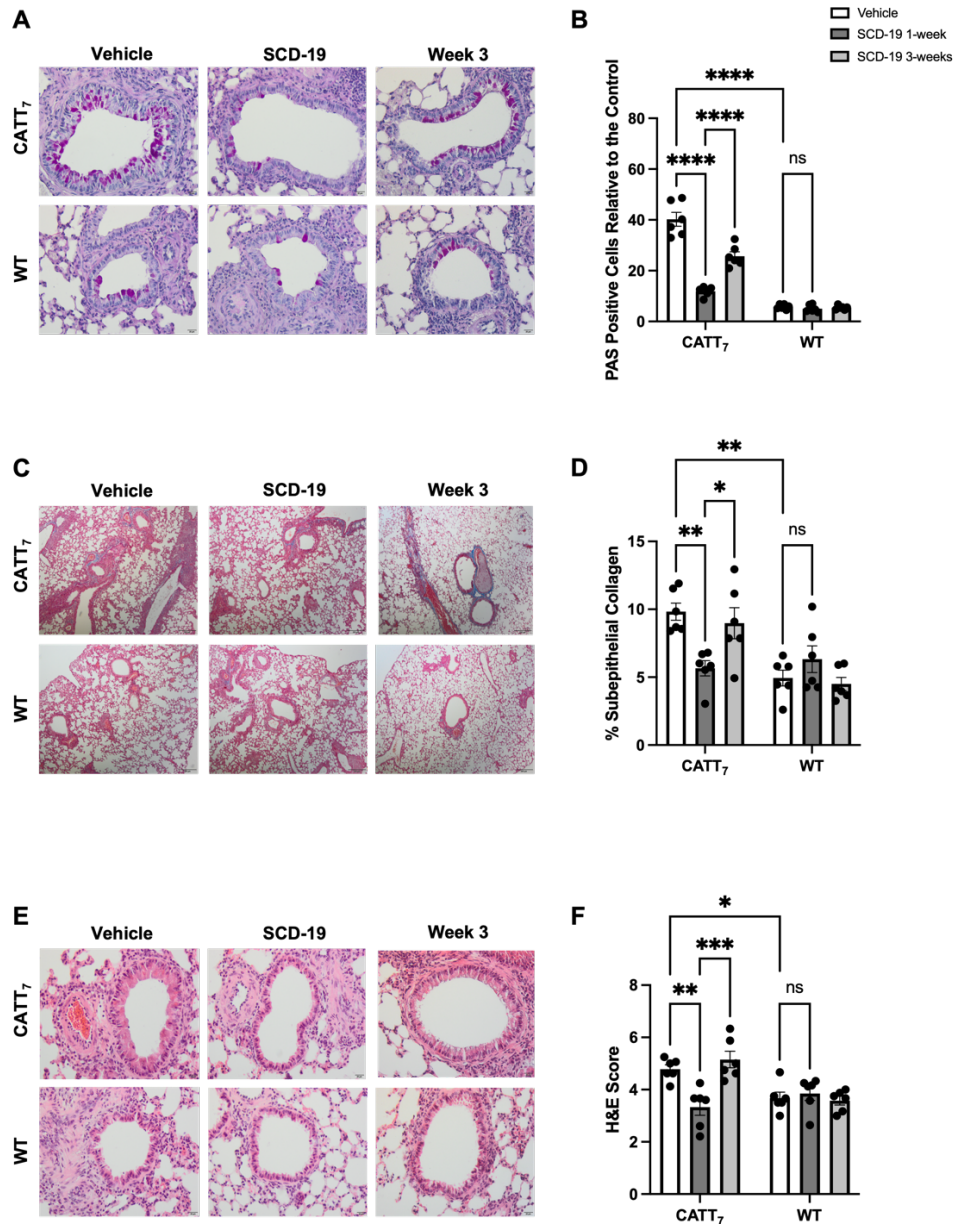 A
Vehicle
SCD-19
Week 3
CATT7
WT
B
Vehicle
SCD-19 1-week
SCD-19 3-weeks
PAS Positive Cells Relative to the Control
80
60
40
20
0
****
****
****
ns
CATT7
WT
C
Vehicle
SCD-19
Week 3
CATT7
WT
D
% Subepithelial Collagen
15
10
5
0
**
*
**
ns
CATT7
WT
E
Vehicle
SCD-19
Week 3
CATT7
WT
F
H&E Score
8
6
4
2
0
*
***
**
ns
CATT7
WT